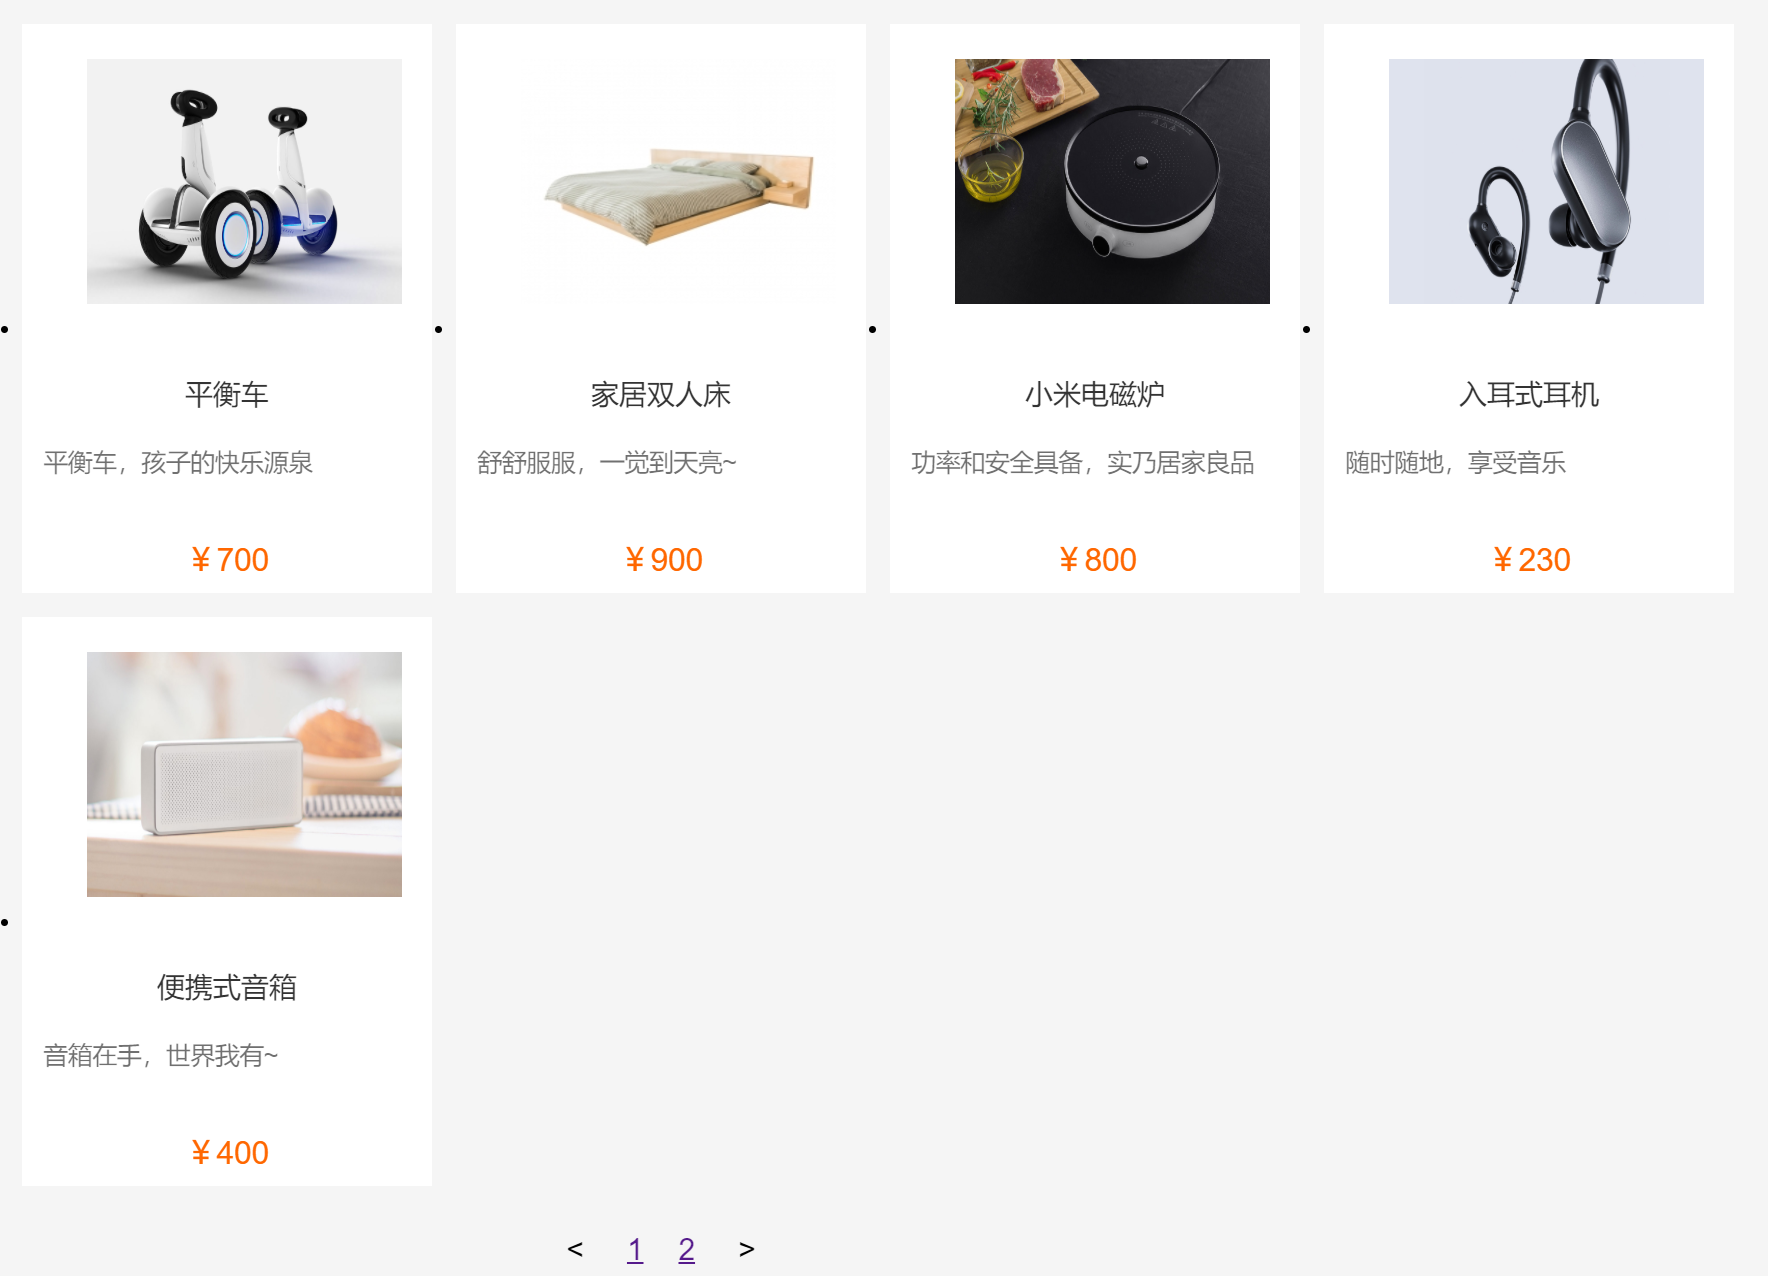 平衡车
平衡车，孩子的快乐源泉
¥ 700
家居双人床
舒舒服服，一觉到天亮~
¥ 900
小米电磁炉
功率和安全具备，实乃居家良品
¥ 800
入耳式耳机
随时随地，享受音乐
¥ 230
便携式音箱
音箱在手，世界我有~
¥ 400
< 1 2 >